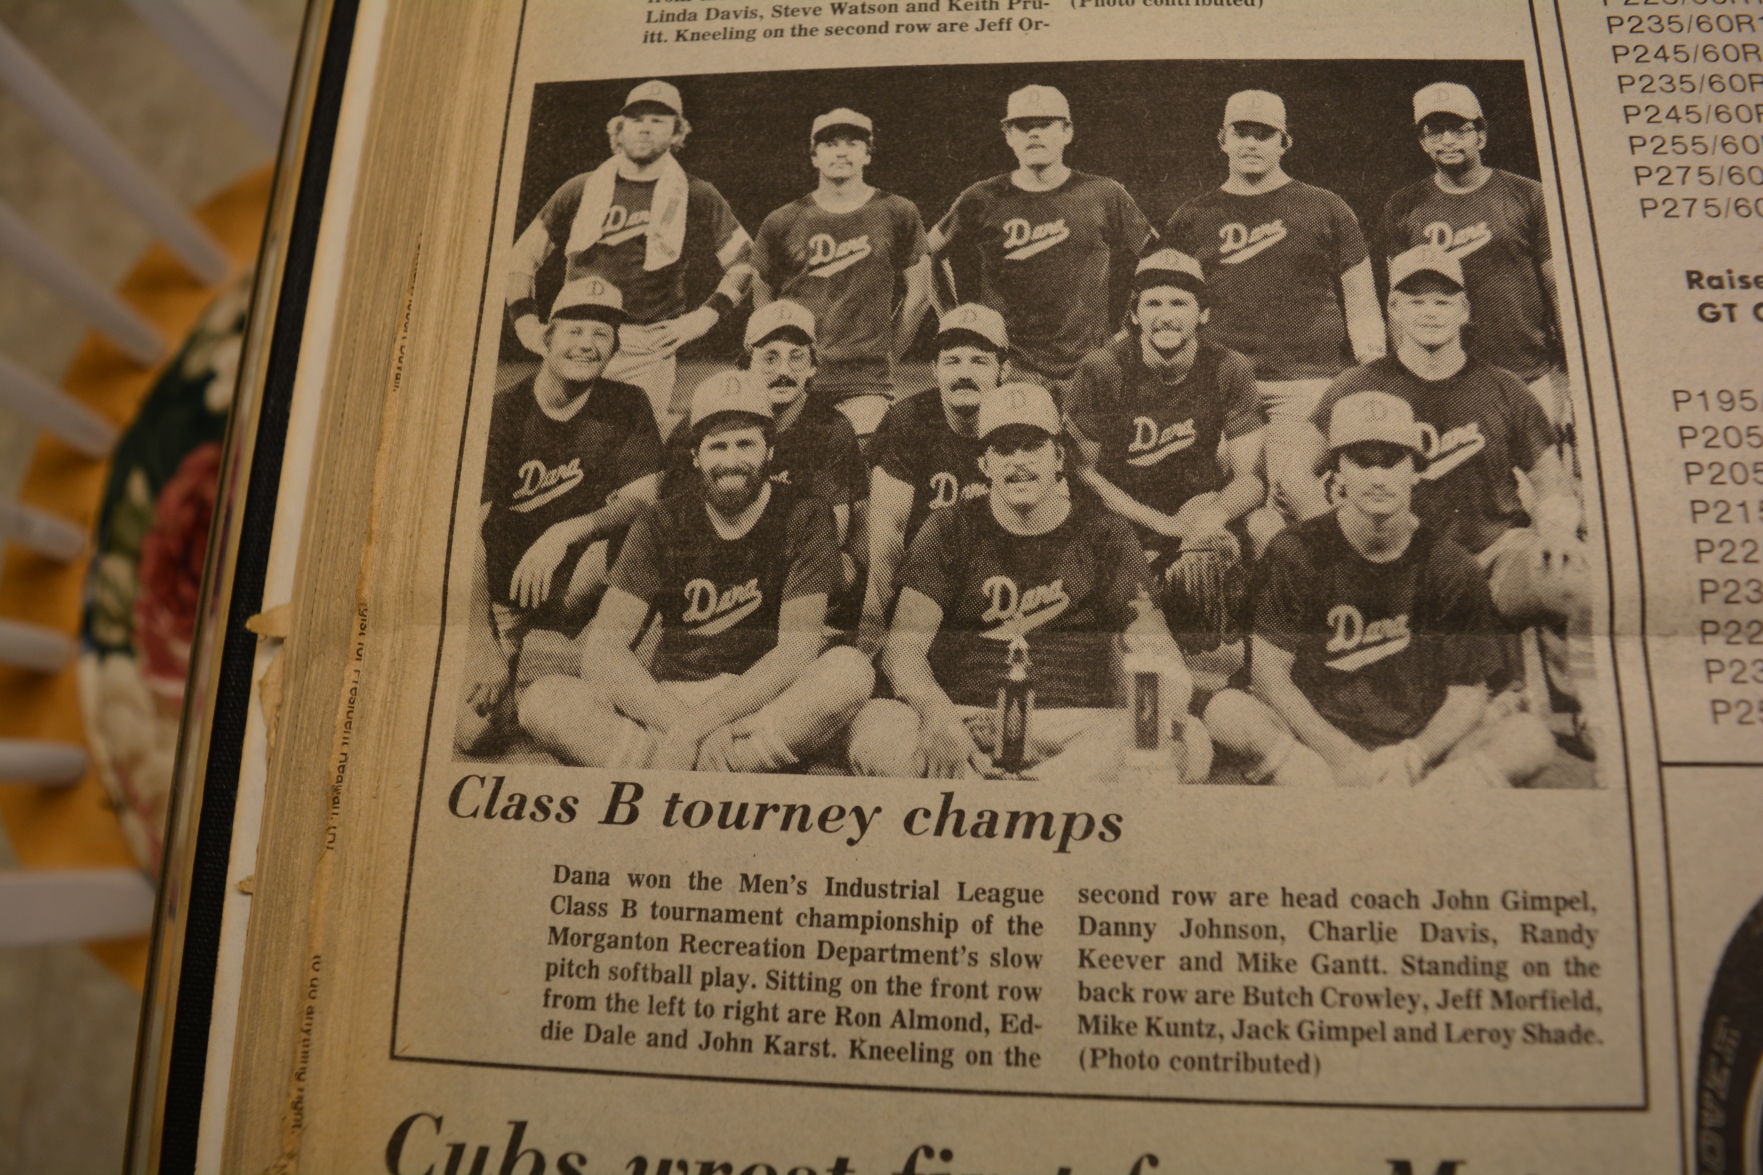 Linda Davis, Steve Watson and Keith Pru-
itt. Kneeling on the second row are Jeff Or-
(Photo contributed)
Dana
Dana
Dana
Dana
Dana
Dana
Dana
Dana
Dana
Dana
Dana
Class B tourney champs
Dana won the Men's Industrial League
Class B tournament championship of the
Morganton Recreation Department's slow
pitch softball play. Sitting on the front row
from the left to right are Ron Almond, Ed-
die Dale and John Karst. Kneeling on the
second row are head coach John Gimpel,
Danny Johnson, Charlie Davis, Randy
Keever and Mike Gantt. Standing on the
back row are Butch Crowley, Jeff Morfield,
Mike Kuntz, Jack Gimpel and Leroy Shade.
(Photo contributed)
Cubs
P235/60R
P245/60R
P235/60R
P245/60R
P255/60
P275/60
P275/60
Raise
GT
P195
P205
P205
P21
P22
P23
P22
P23
P2